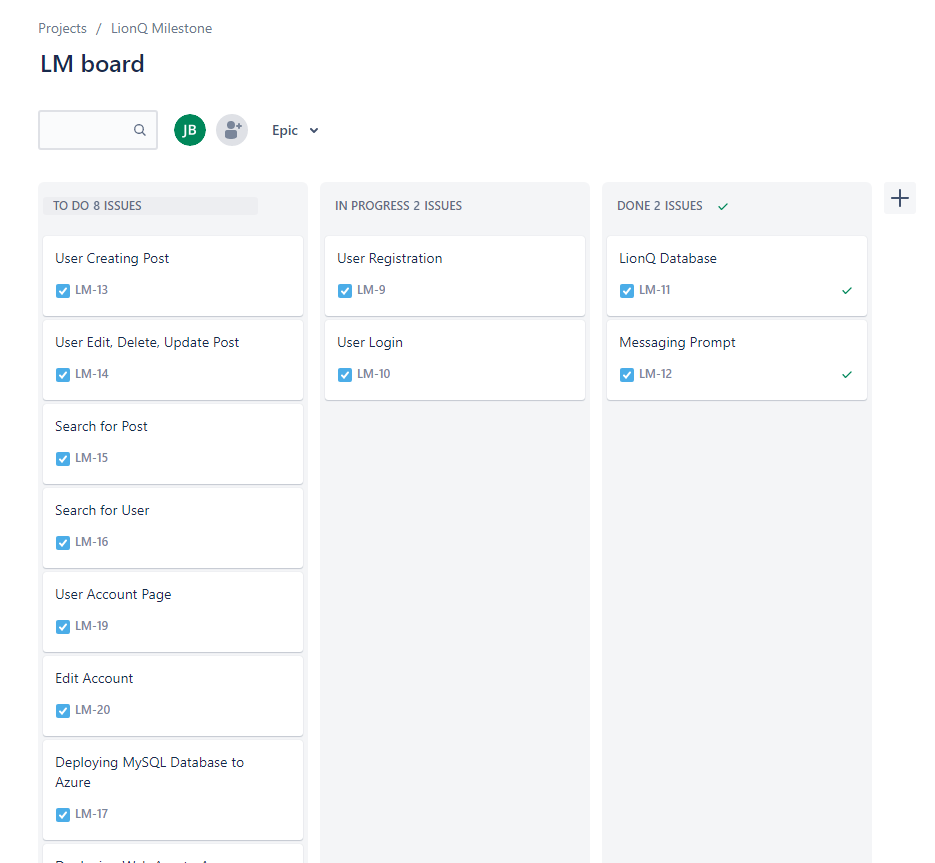 Projects / LionQ Milestone
LM board
JB
Epic
TO DO 8 ISSUES
User Creating Post
LM-13
User Edit, Delete, Update Post
LM-14
Search for Post
LM-15
Search for User
LM-16
User Account Page
LM-19
Edit Account
LM-20
Deploying MySQL Database to
Azure
LM-17
IN PROGRESS 2 ISSUES
User Registration
LM-9
User Login
LM-10
DONE 2 ISSUES
LionQ Database
LM-11
Messaging Prompt
LM-12